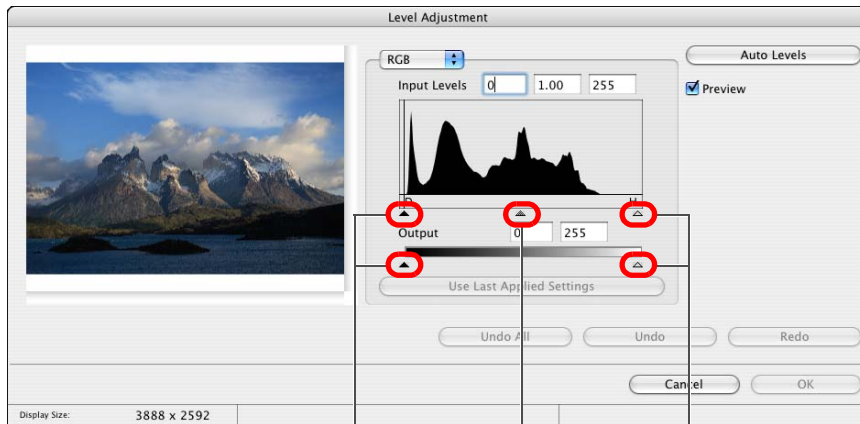 Level Adjustment
RGB
Auto Levels
Input Levels 0 1.00 255
Preview
D H
Output 0 255
Use Last Applied Settings
Undo All Undo Redo
Cancel OK
Display Size: 3888 x 2592